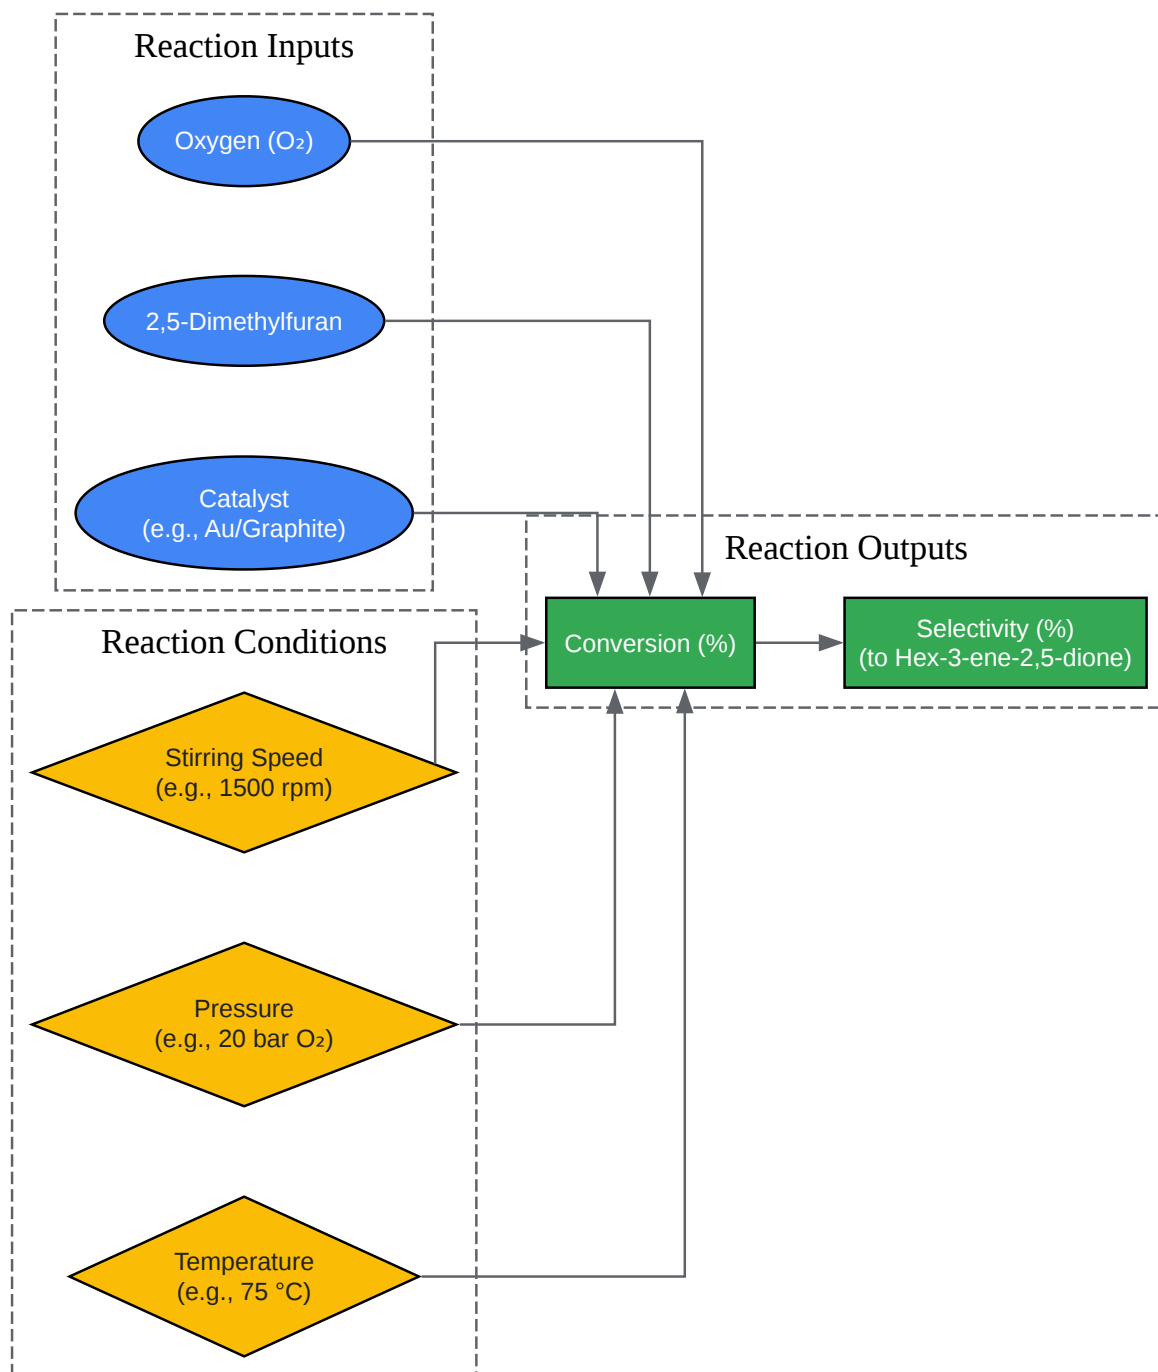 Reaction Inputs
Oxygen (O₂)
2,5-Dimethylfuran
Catalyst
(e.g., Au/Graphite)
Reaction Outputs
Conversion (%)
Selectivity (%)
(to Hex-3-ene-2,5-dione)
Reaction Conditions
Stirring Speed
(e.g., 1500 rpm)
Pressure
(e.g., 20 bar O₂)
Temperature
(e.g., 75 °C)